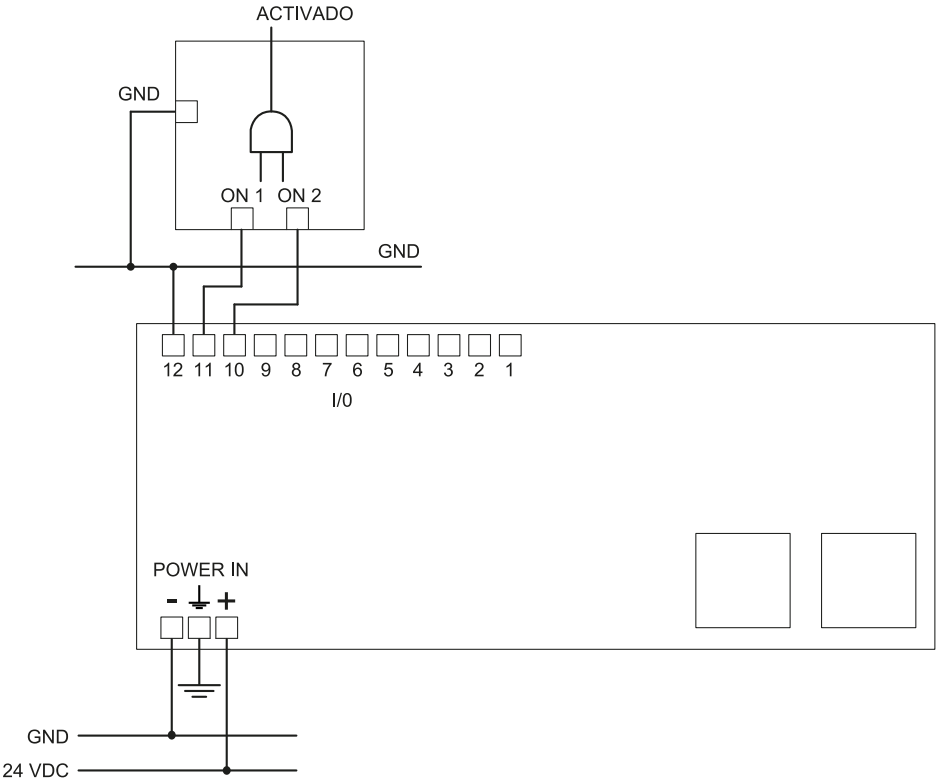 ACTIVADO
GND
ON 1 ON 2
GND
12 11 10 9 8 7 6 5 4 3 2 1
I/0
POWER IN
- +
GND
24 VDC